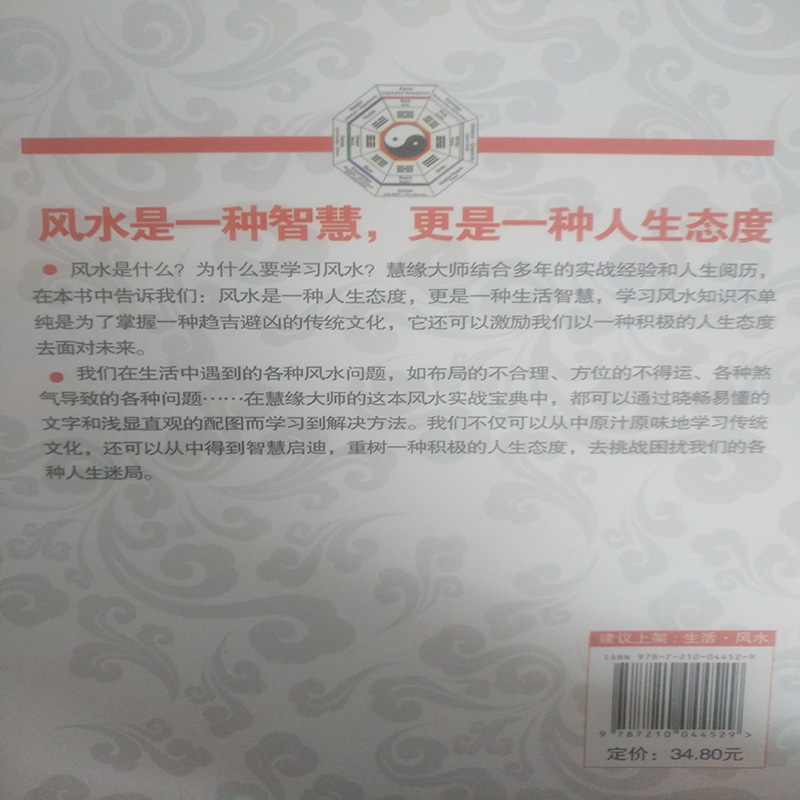 风水是一种智慧，更是一种人生态度
● 风水是什么？为什么要学习风水？慧缘大师结合多年的实战经验和人生阅历，
在本书中告诉我们：风水是一种人生态度，更是一种生活智慧，学习风水知识不单
纯是为了掌握一种趋吉避凶的传统文化，它还可以激励我们以一种积极的人生态度
去面对未来。
● 我们在生活中遇到的各种风水问题，如布局的不合理、方位的不得运、各种煞
气导致的各种问题……在慧缘大师的这本风水实战宝典中，都可以通过晓畅易懂的
文字和浅显直观的配图而学习到解决方法。我们不仅可以从中原汁原味地学习传统
文化，还可以从中得到智慧启迪，重树一种积极的人生态度，去挑战困扰我们的各
种人生迷局。
建议上架：生活·风水
ISBN 978-7-210-04452-9
9 787210 044529 >
定价：34.80元